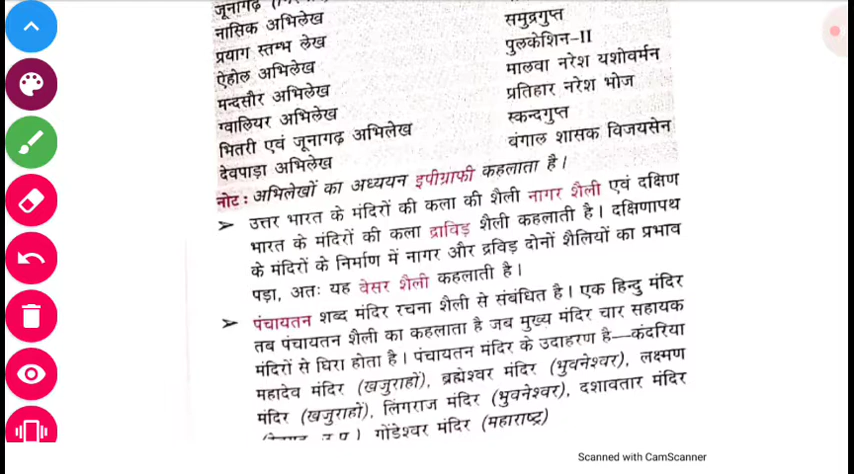 जूनागढ़
नासिक अभिलेख
प्रयाग स्तम्भ लेख समुद्रगुप्त
ऐहोल अभिलेख पुलकेशिन-II
मन्दसौर अभिलेख मालवा नरेश यशोवर्मन
ग्वालियर अभिलेख प्रतिहार नरेश भोज
भितरी एवं जूनागढ़ अभिलेख स्कन्दगुप्त
देवपाड़ा अभिलेख बंगाल शासक विजयसेन
नोट : अभिलेखों का अध्ययन इपीग्राफी कहलाता है।
➢ उत्तर भारत के मंदिरों की कला की शैली नागर शैली एवं दक्षिण
भारत के मंदिरों की कला द्राविड़ शैली कहलाती है। दक्षिणापथ
के मंदिरों के निर्माण में नागर और द्रविड़ दोनों शैलियों का प्रभाव
पड़ा, अतः यह वेसर शैली कहलाती है।
➢ पंचायतन शब्द मंदिर रचना शैली से संबंधित है। एक हिन्दु मंदिर
तब पंचायतन शैली का कहलाता है जब मुख्य मंदिर चार सहायक
मंदिरों से घिरा होता है। पंचायतन मंदिर के उदाहरण है—कंदरिया
महादेव मंदिर (खजुराहो), ब्रह्मेश्वर मंदिर (भुवनेश्वर), लक्ष्मण
मंदिर (खजुराहो), लिंगराज मंदिर (भुवनेश्वर), दशावतार मंदिर
गोंडेश्वर मंदिर (महाराष्ट्र)
Scanned with CamScanner